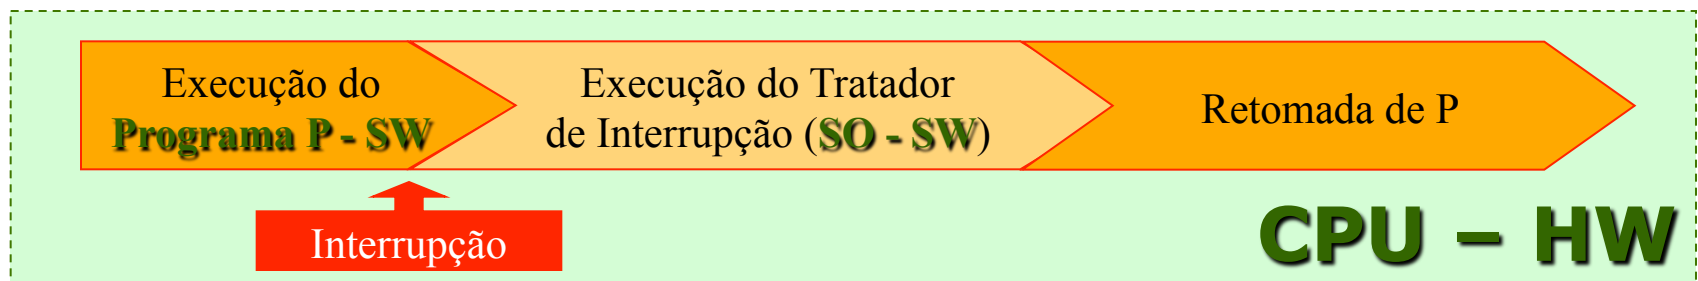 Execução do
Programa P - SW
Execução do Tratador
de Interrupção (SO - SW)
Retomada de P
Interrupção
CPU – HW